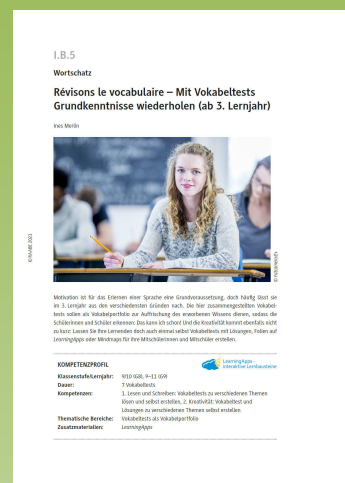 I.B.5
Wortschatz
Révisons le vocabulaire – Mit Vokabeltests
Grundkenntnisse wiederholen (ab 3. Lernjahr)
Ines Merlin
© RAABE 2021
Motivation ist für das Erlernen einer Sprache eine Grundvoraussetzung, doch häufig lässt sie
im 3. Lernjahr aus den verschiedensten Gründen nach. Die hier zusammengestellten Vokabel-
tests sollen als Vokabelportfolio zur Auffrischung des erworbenen Wissens dienen, sodass die
Schülerinnen und Schüler erkennen: Das kann ich schon! Und die Kreativität kommt ebenfalls nicht
zu kurz: Lassen Sie Ihre Lernenden doch auch einmal selbst Vokabeltests mit Lösungen, Folien auf
LearningApps oder Mindmaps für ihre Mitschülerinnen und Mitschüler erstellen.
KOMPETENZPROFIL
LearningApps –
interaktive Lernbausteine
Klassenstufe/Lernjahr: 9/10 (G8), 9–11 (G9)
Dauer: 7 Vokabeltests
Kompetenzen: 1. Lesen und Schreiben: Vokabeltests zu verschiedenen Themen
lösen und selbst erstellen, 2. Kreativität: Vokabeltest und
Lösungen zu verschiedenen Themen selbst erstellen
Thematische Bereiche: Vokabeltests als Vokabelportfolio
Zusatzmaterialien: LearningApps